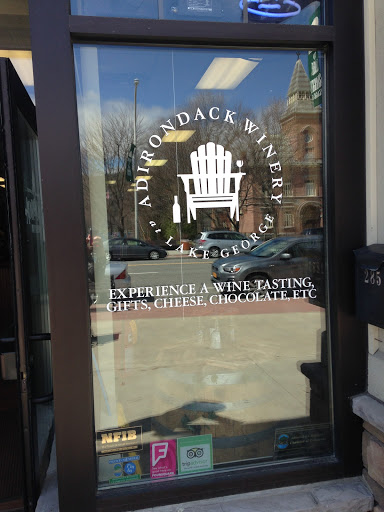 ADIRONDACK WINERY
at LAKE GEORGE
EXPERIENCE A WINE TASTING,
GIFTS, CHEESE, CHOCOLATE, ETC
285
NFIB